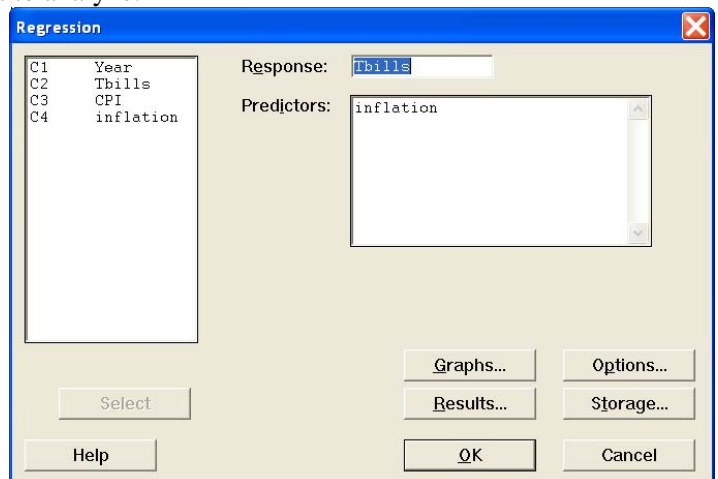 Regression
C1 Year
C2 Tbills
C3 CPI
C4 inflation
Response: Tbills
Predictors: inflation
Graphs... Options...
Select Results... Storage...
Help OK Cancel